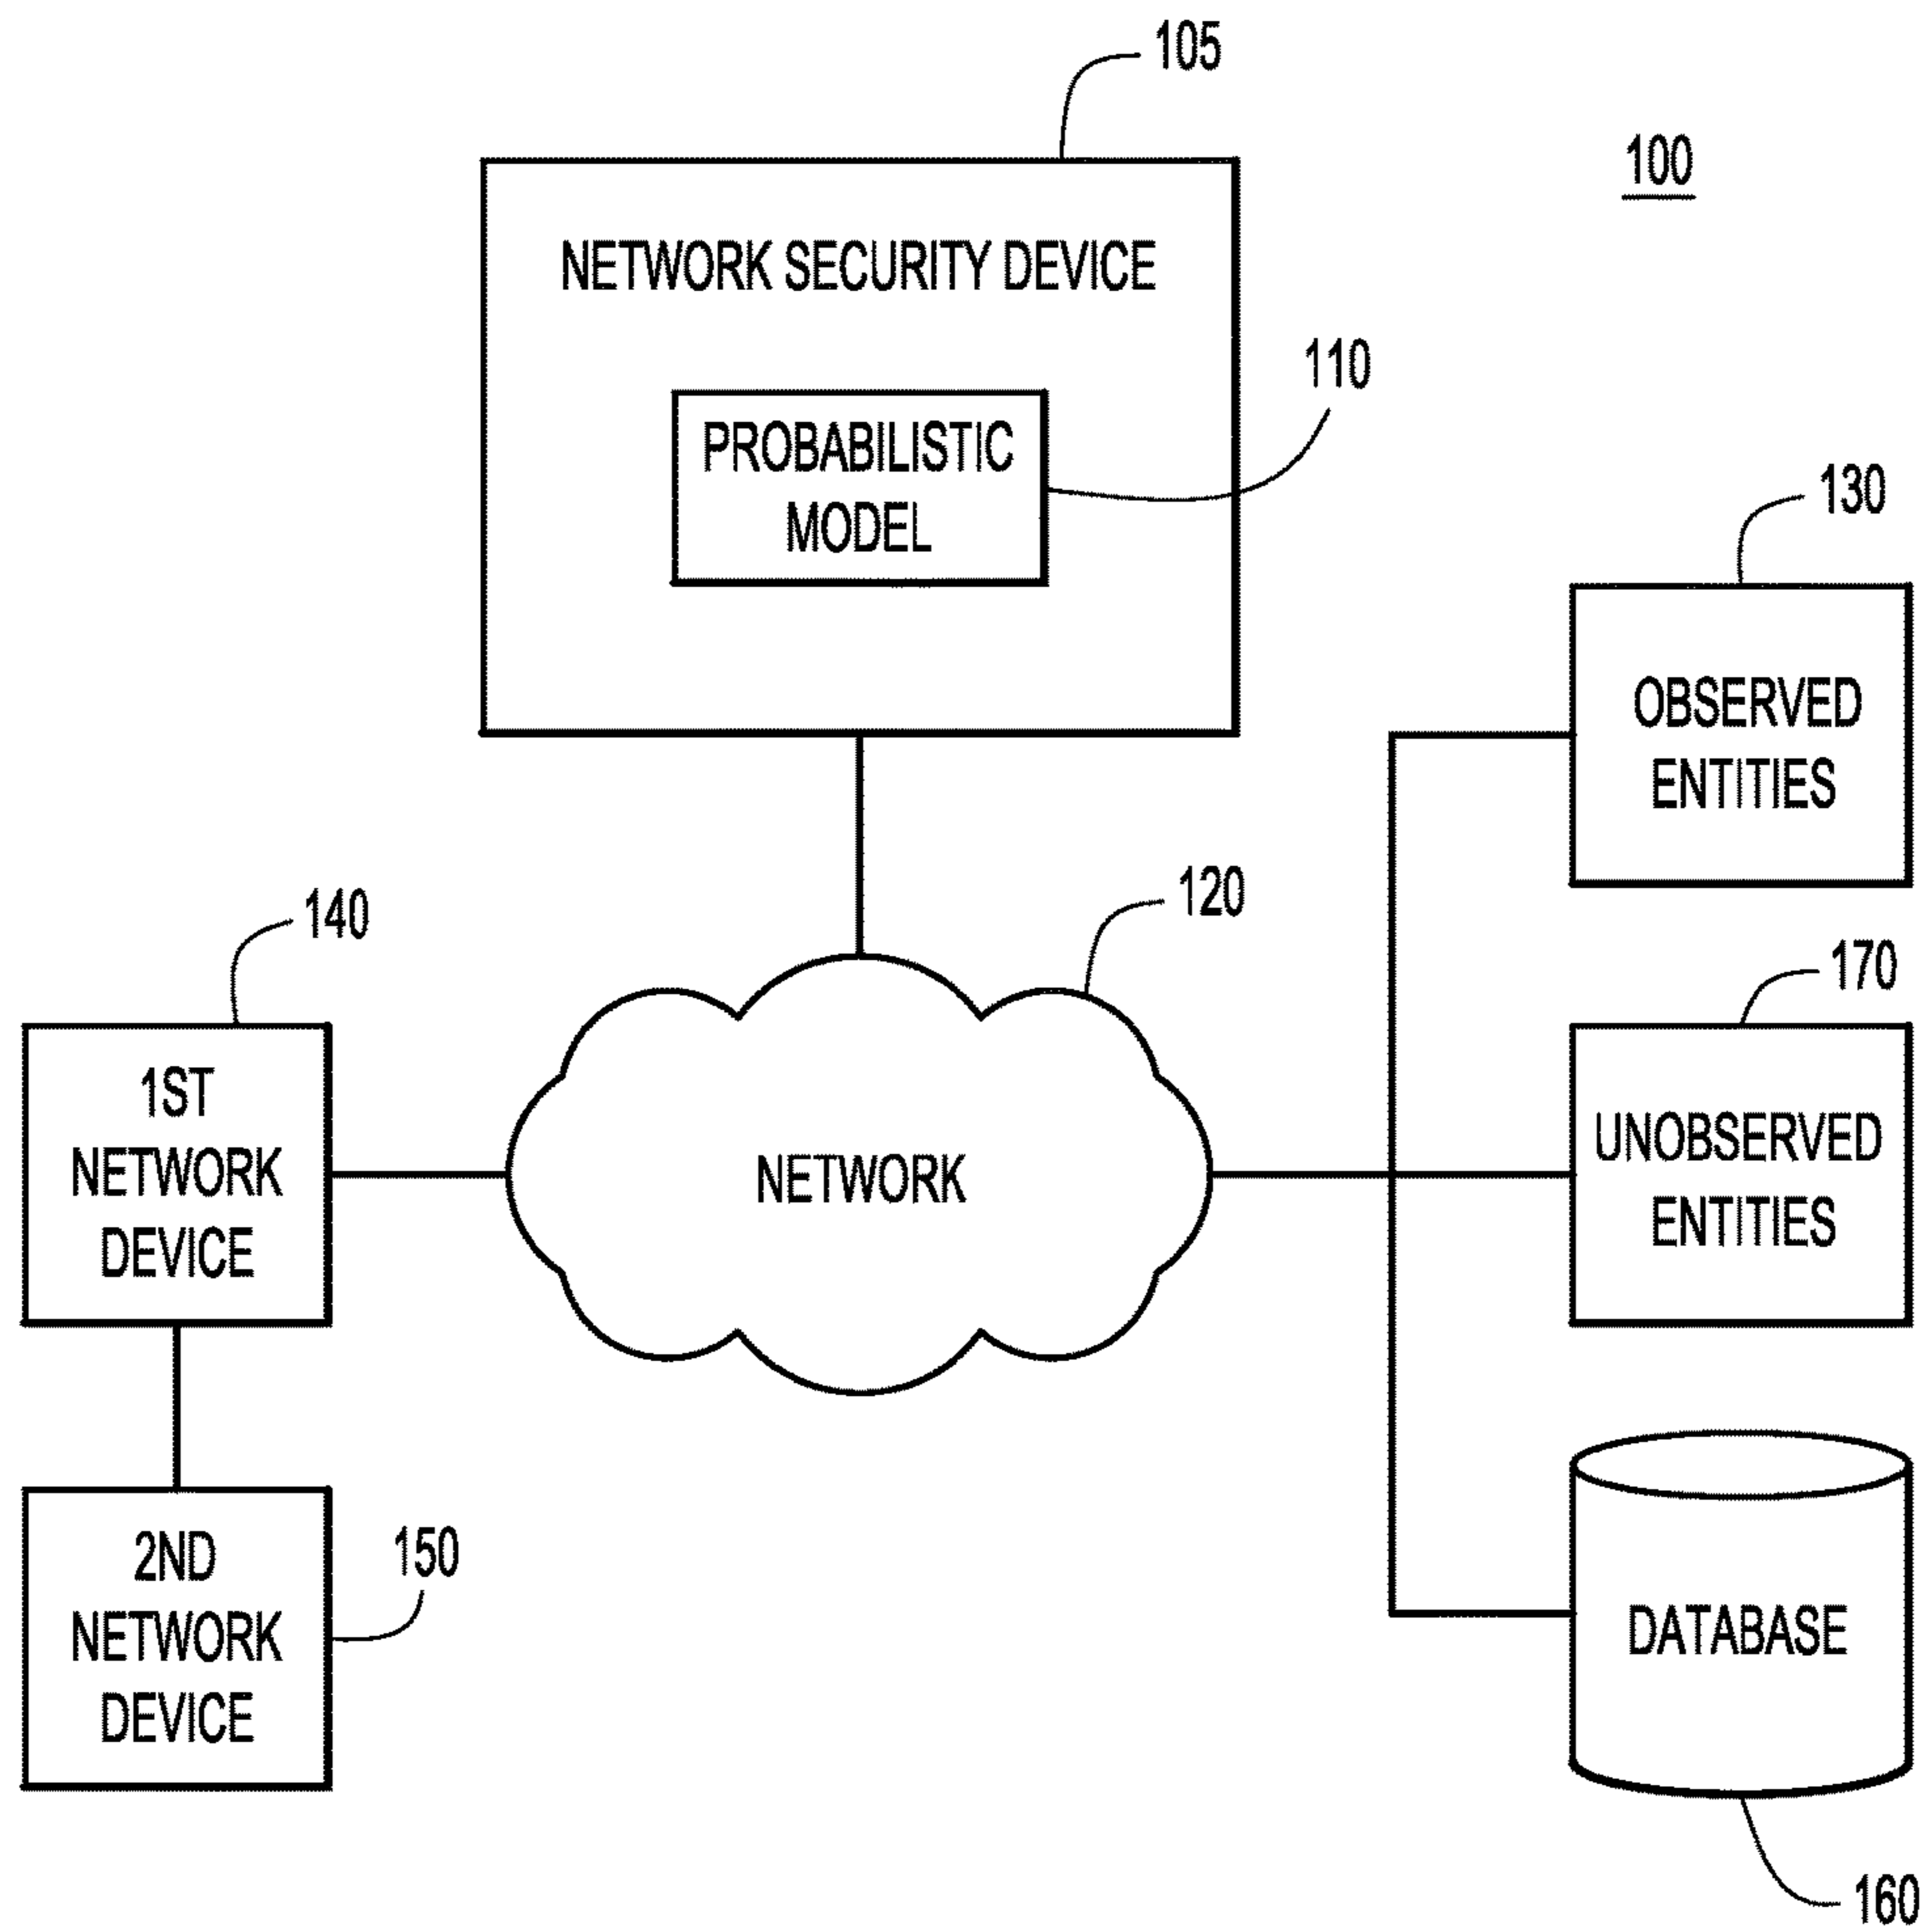 105
100
NETWORK SECURITY DEVICE
110
PROBABILISTIC
MODEL
130
OBSERVED
ENTITIES
120
140
170
1ST
NETWORK
DEVICE
NETWORK
UNOBSERVED
ENTITIES
150
2ND
NETWORK
DEVICE
DATABASE
160